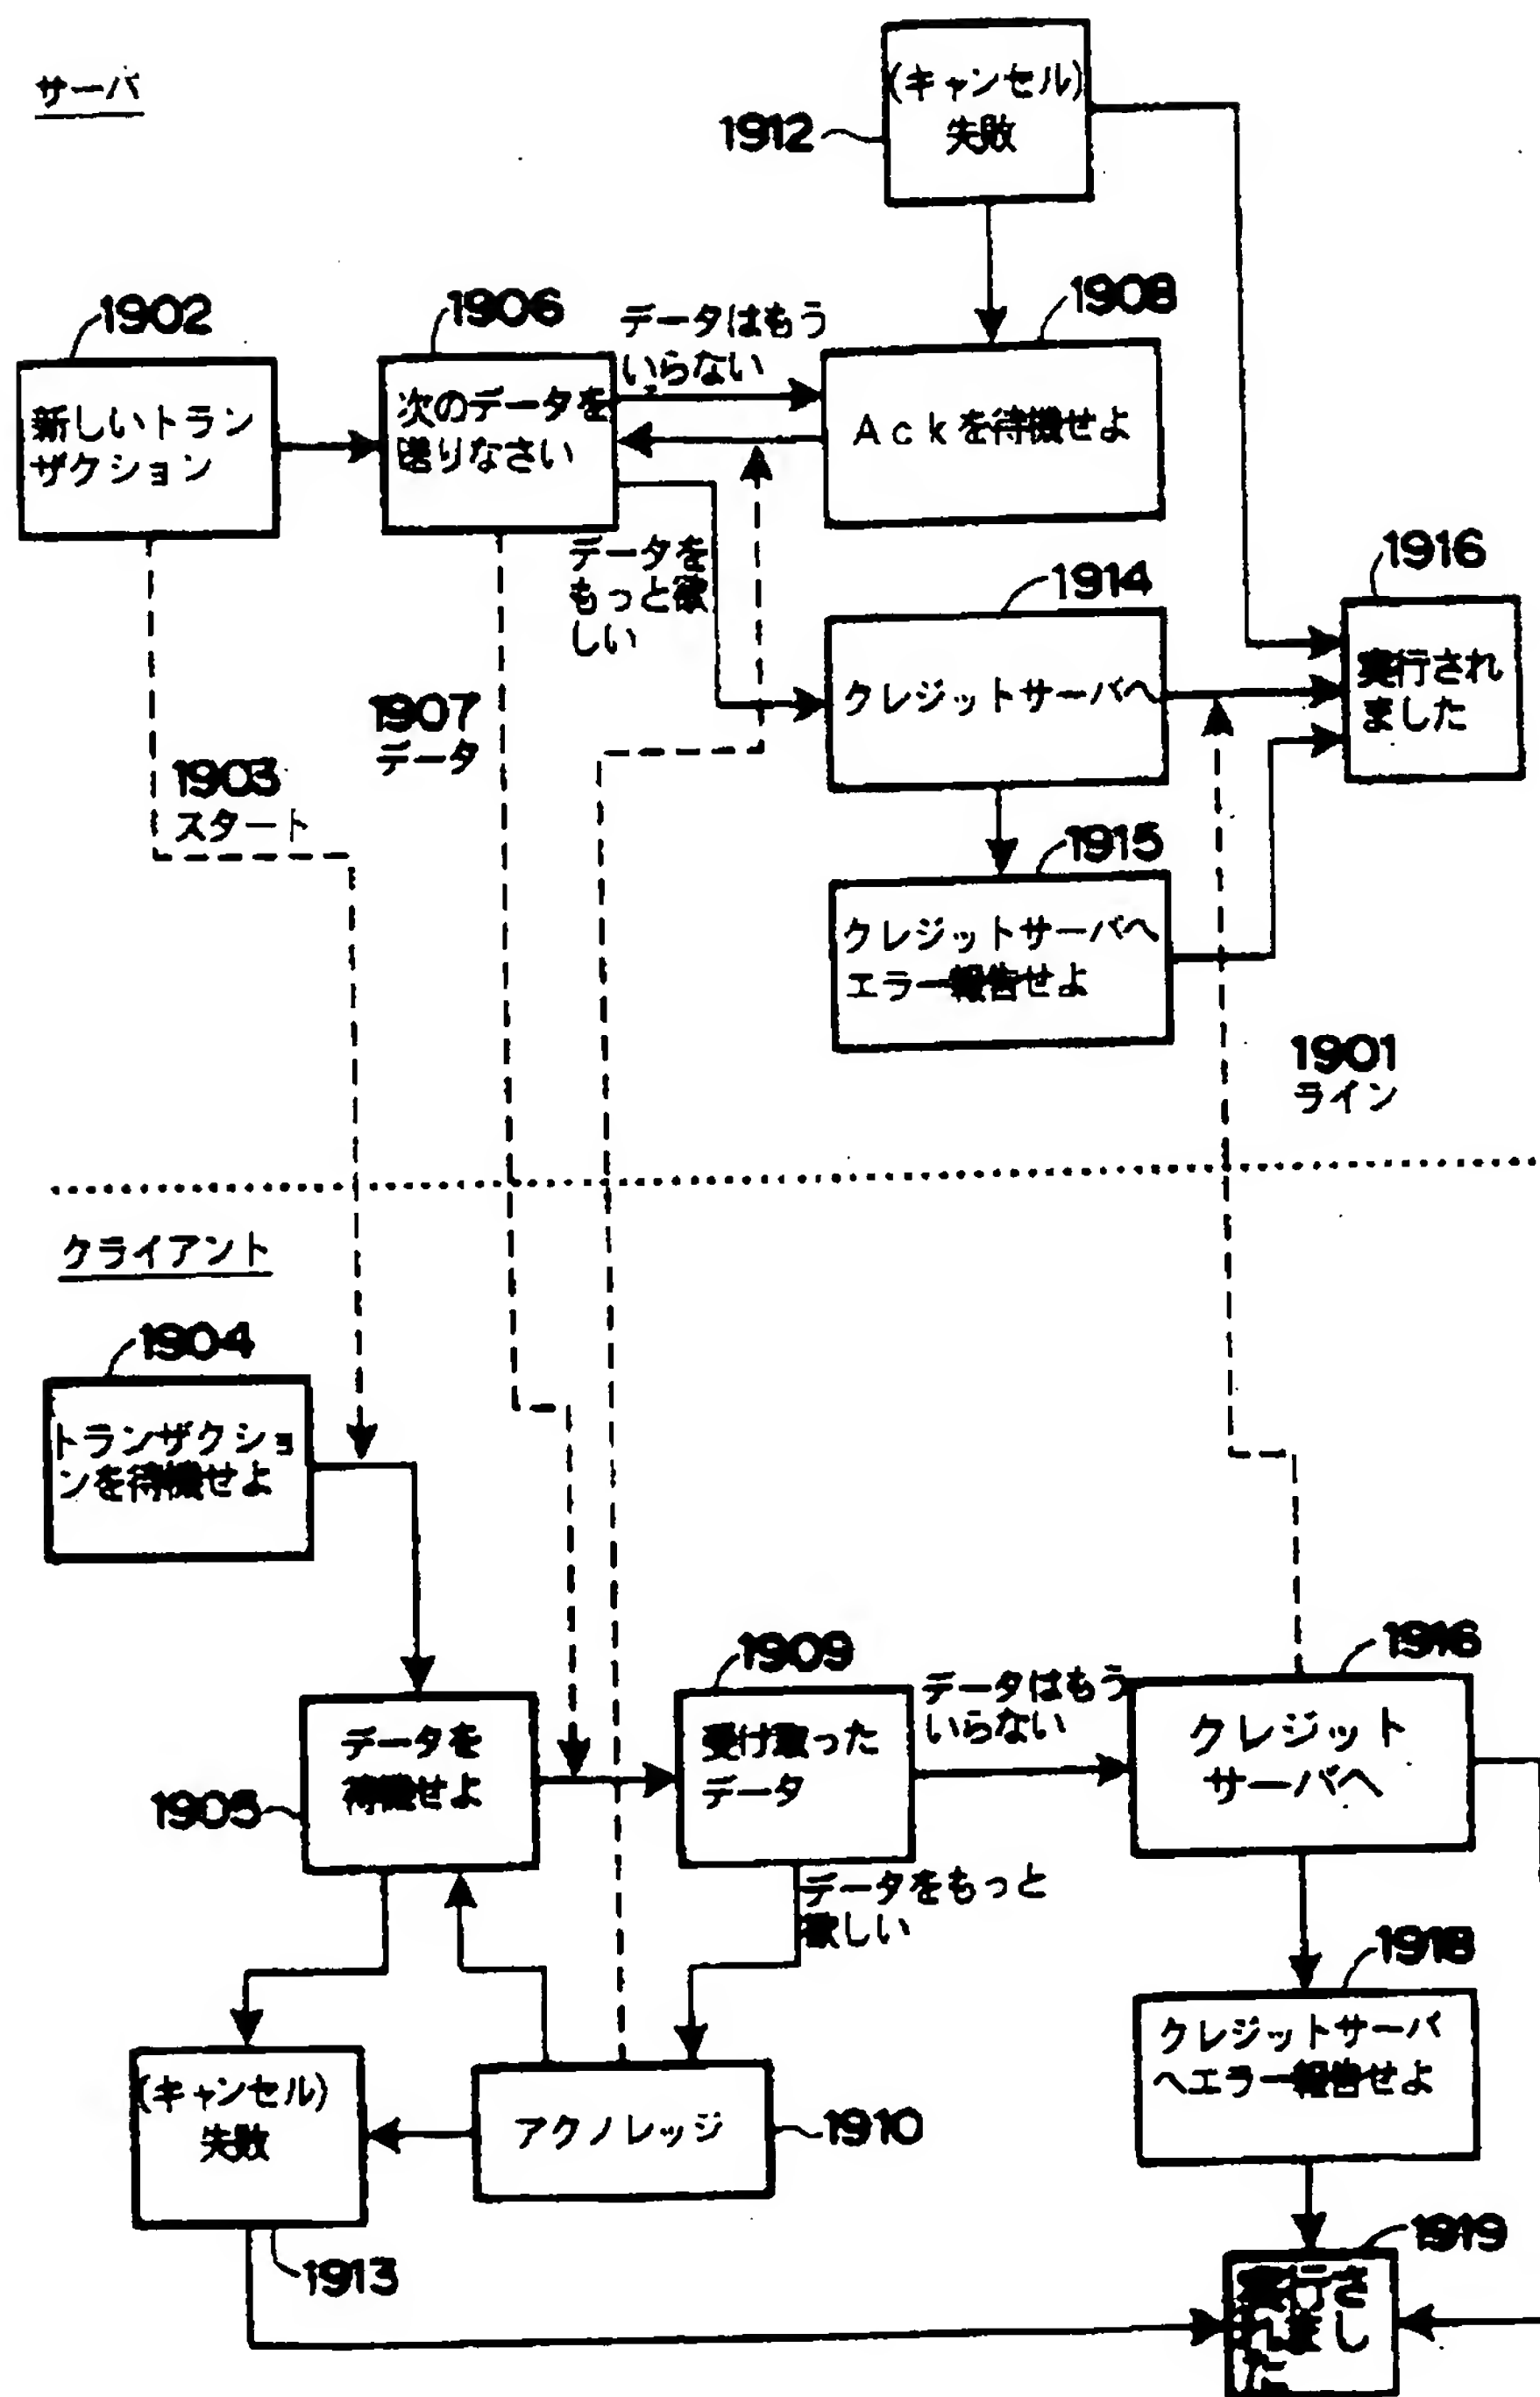 サーバ
(キャンセル)
失敗
1912
1902
新しいトラン
ザクション
1906
次のデータを
送りなさい
データはもう
いらない
1908
Ackを待機せよ
データを
もっと欲
しい
1914
クレジットサーバへ
1916
実行され
ました
1907
データ
1903
スタート
1915
クレジットサーバへ
エラー報告せよ
1901
ライン
クライアント
1904
トランザクショ
ンを待機せよ
1905
データを
待機せよ
1909
受け取った
データ
データはもう
いらない
1916
クレジット
サーバへ
データをもっと
欲しい
1918
クレジットサーバ
へエラー報告せよ
(キャンセル)
失敗
アクノレッジ
1910
1913
1919
実行さ
れまし
た